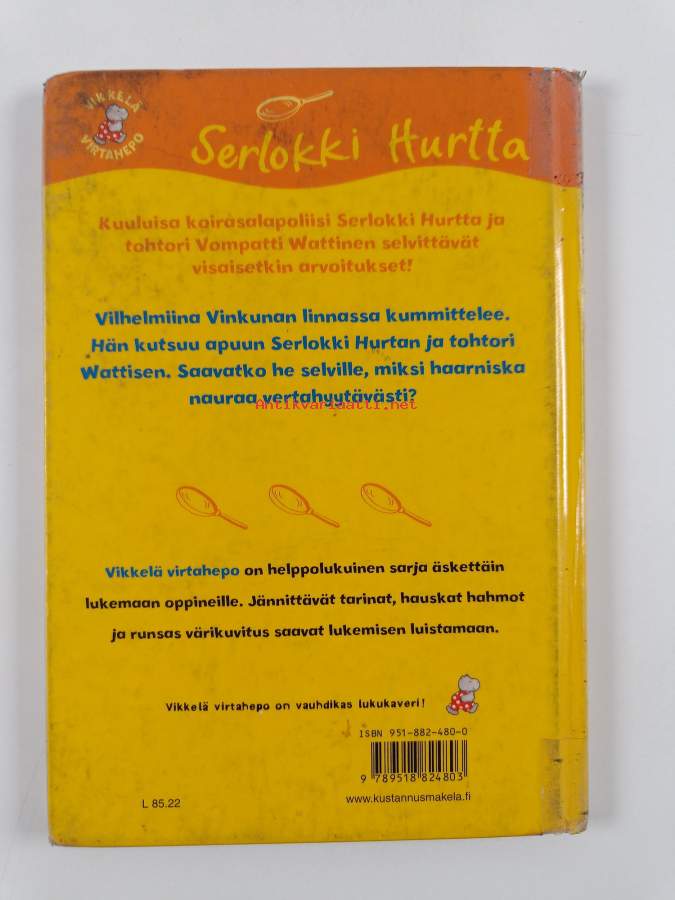 VIKKELÄ
VIRTAHEPO
Serlokki Hurtta
Kuuluisa koirasalapoliisi Serlokki Hurtta ja
tohtori Vompatti Wattinen selvittävät
visaisetkin arvoitukset!
Vilhelmiina Vinkunan linnassa kummittelee.
Hän kutsuu apuun Serlokki Hurtan ja tohtori
Wattisen. Saavatko he selville, miksi haarniska
nauraa vertahyytävästi?
Antikvariaatti.net
Vikkelä virtahepo on helppolukuinen sarja äskettäin
lukemaan oppineille. Jännittävät tarinat, hauskat hahmot
ja runsas värikuvitus saavat lukemisen luistamaan.
Vikkelä virtahepo on vauhdikas lukukaveri!
ISBN 951-882-480-0
9 789518 824803
L 85.22
www.kustannusmakela.fi